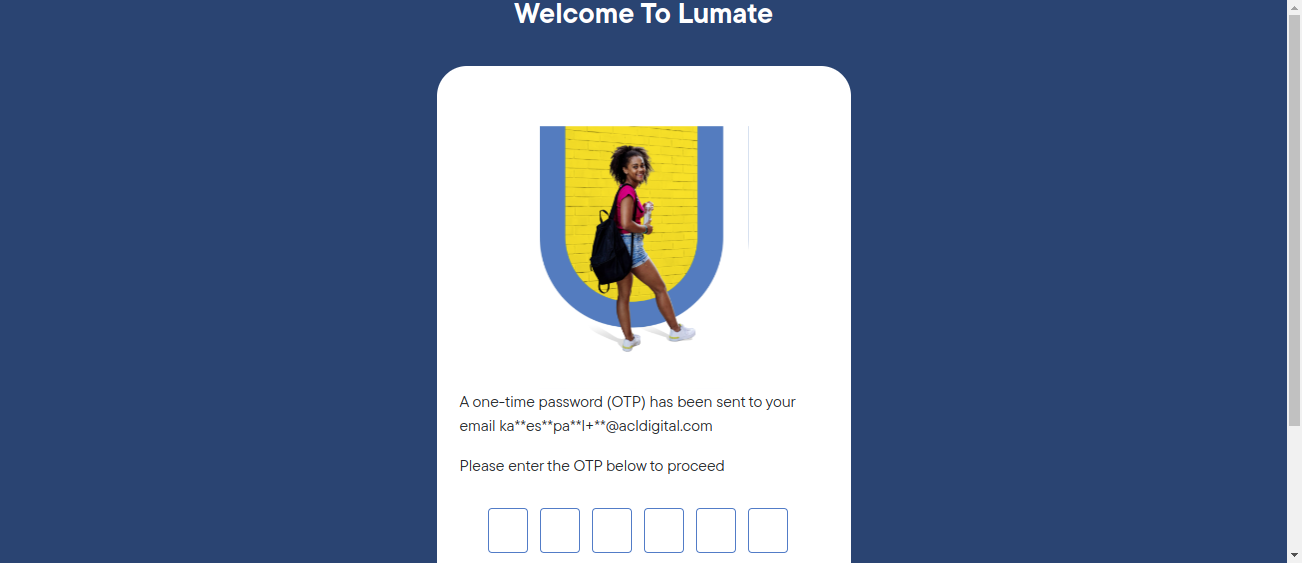 Welcome To Lumate
A one-time password (OTP) has been sent to your
email ka**es**pa**l+**@acldigital.com
Please enter the OTP below to proceed